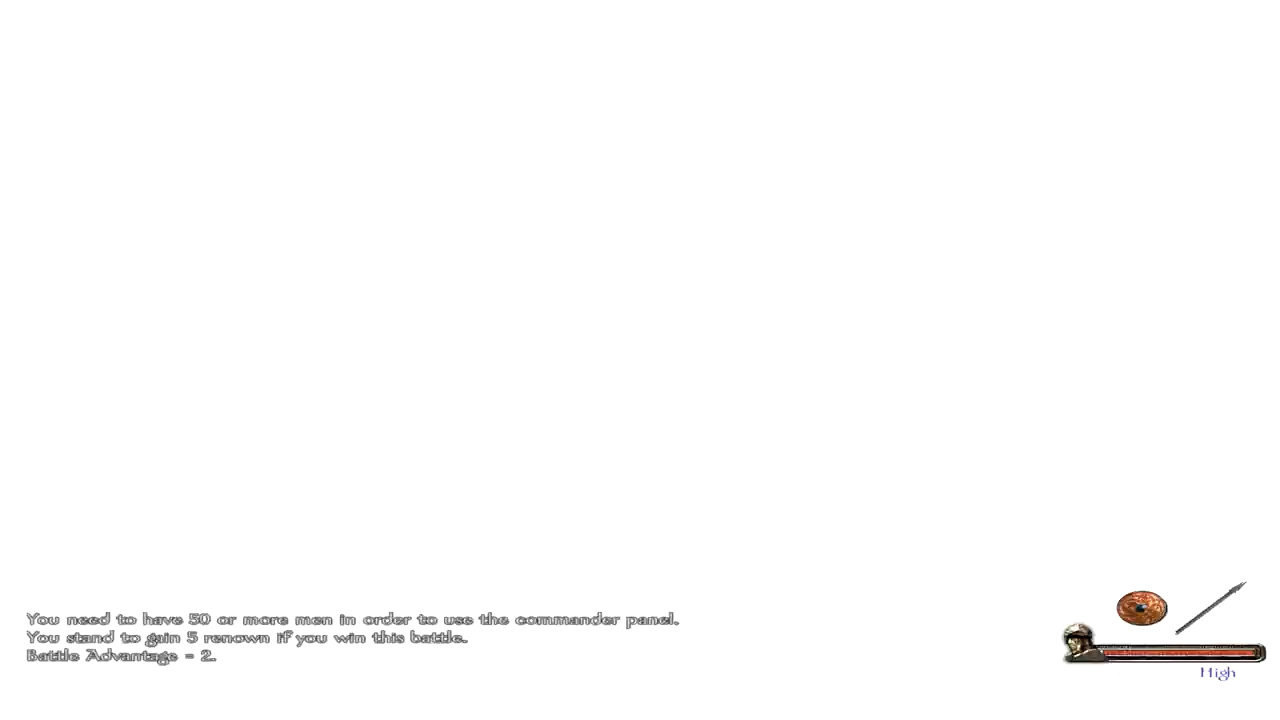 You need to have 50 or more men in order to use the commander panel.
You stand to gain 5 renown if you win this battle.
Battle Advantage = 2.
High